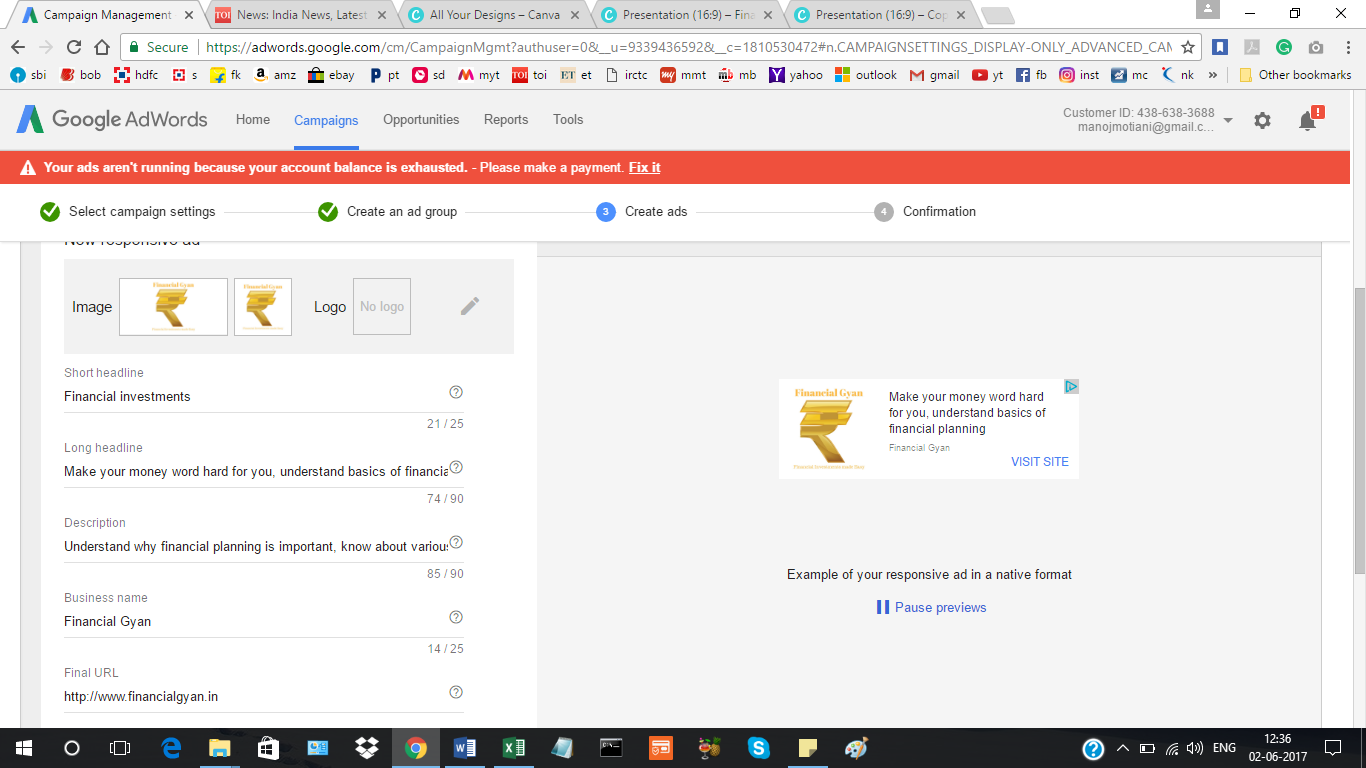 Campaign Management
News: India News, Latest
All Your Designs – Canva
Presentation (16:9) – Fina
Presentation (16:9) – Cop
Secure https://adwords.google.com/cm/CampaignMgmt?authuser=0&__u=9339436592&__c=1810530472#n.CAMPAIGNSETTINGS_DISPLAY-ONLY_ADVANCED_CAM
sbi bob hdfc s fk amz ebay pt sd myt toi et irctc mmt mb yahoo outlook gmail yt fb inst mc nk » Other bookmarks
Google AdWords
Home Campaigns Opportunities Reports Tools
Customer ID: 438-638-3688
manojmotiani@gmail.c...
!
Your ads aren't running because your account balance is exhausted. - Please make a payment. Fix it
Select campaign settings
Create an ad group
3 Create ads
4 Confirmation
New responsive ad
Image
Financial Gyan
Financial Gyan
Logo
No logo
Short headline
Financial investments
21 / 25
Long headline
Make your money word hard for you, understand basics of financia
74 / 90
Description
Understand why financial planning is important, know about various
85 / 90
Business name
Financial Gyan
14 / 25
Final URL
http://www.financialgyan.in
Financial Gyan
Make your money word hard
for you, understand basics of
financial planning
Financial Gyan
VISIT SITE
Example of your responsive ad in a native format
Pause previews
ENG
12:36
02-06-2017